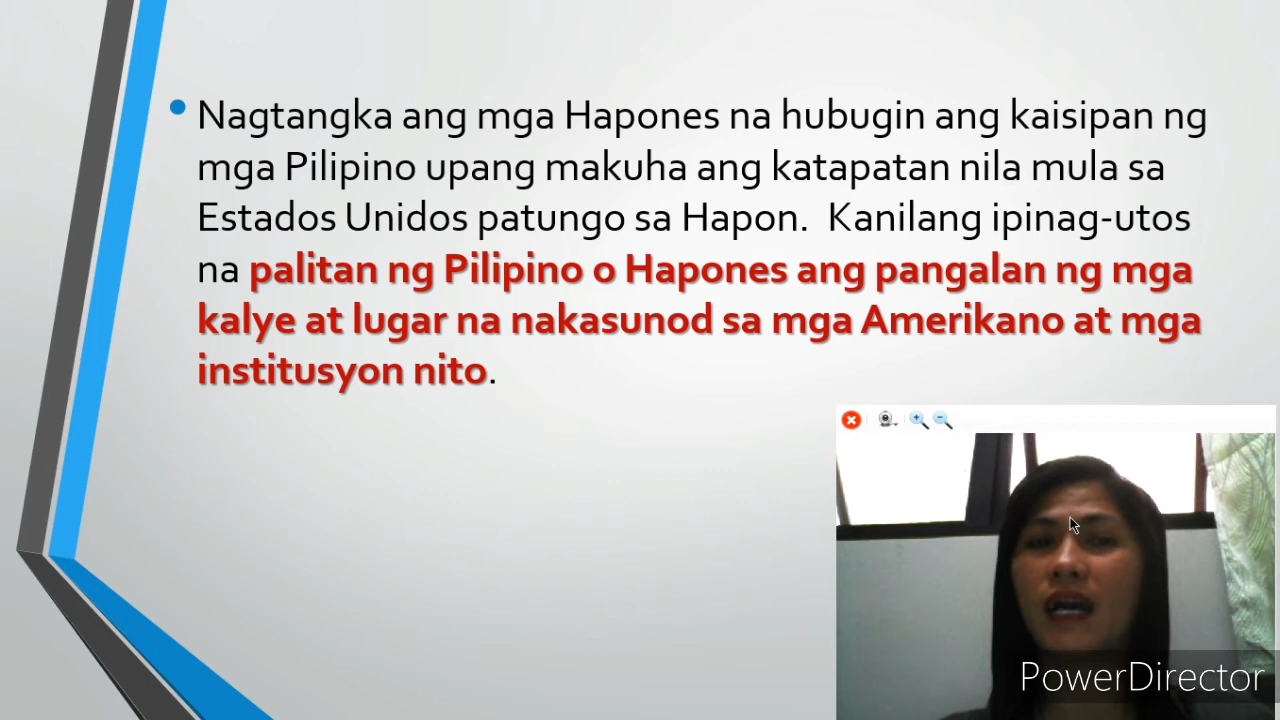 Nagtangka ang mga Hapones na hubugin ang kaisipan ng
mga Pilipino upang makuha ang katapatan nila mula sa
Estados Unidos patungo sa Hapon.  Kanilang ipinag-utos
na palitan ng Pilipino o Hapones ang pangalan ng mga
kalye at lugar na nakasunod sa mga Amerikano at mga
institusyon nito.
PowerDirector